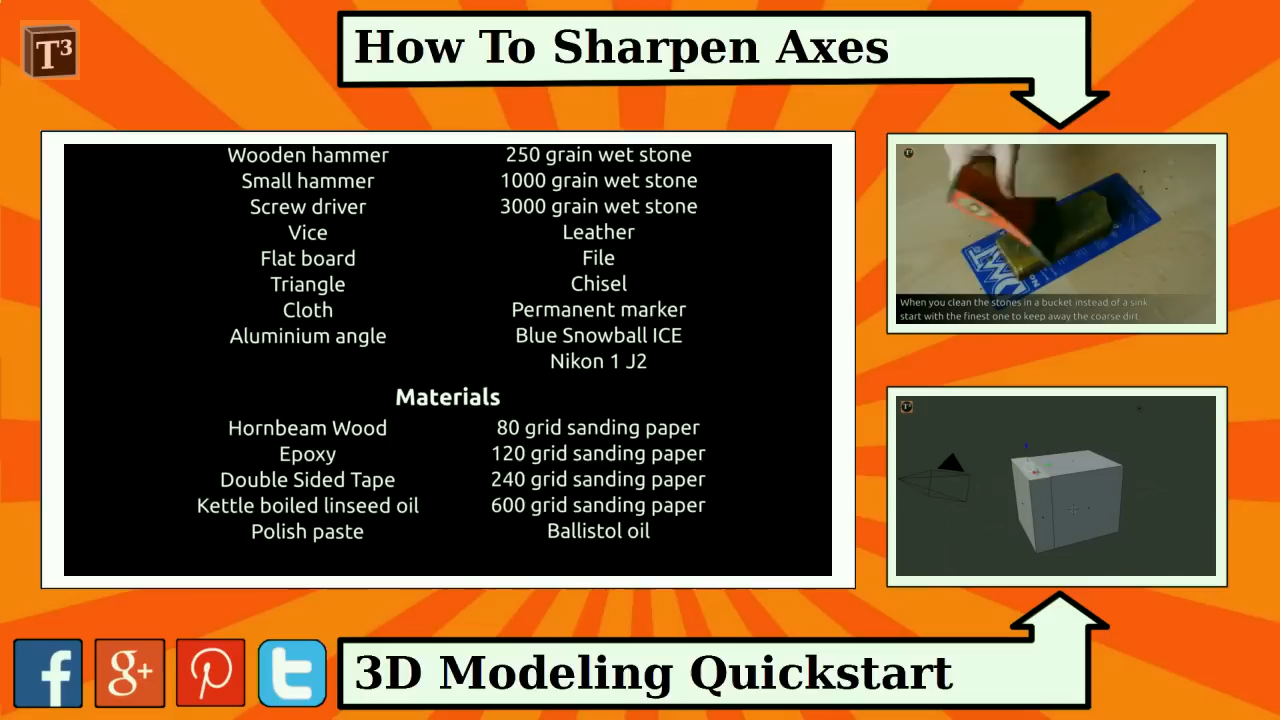 T³
How To Sharpen Axes
Wooden hammer 250 grain wet stone
Small hammer 1000 grain wet stone
Screw driver 3000 grain wet stone
Vice Leather
Flat board File
Triangle Chisel
Cloth Permanent marker
Aluminium angle Blue Snowball ICE
Nikon 1 J2
Materials
Hornbeam Wood 80 grid sanding paper
Epoxy 120 grid sanding paper
Double Sided Tape 240 grid sanding paper
Kettle boiled linseed oil 600 grid sanding paper
Polish paste Ballistol oil
DMT
When you clean the stones in a bucket instead of a sink
start with the finest one to keep away the coarse dirt.
f g+ p t
3D Modeling Quickstart